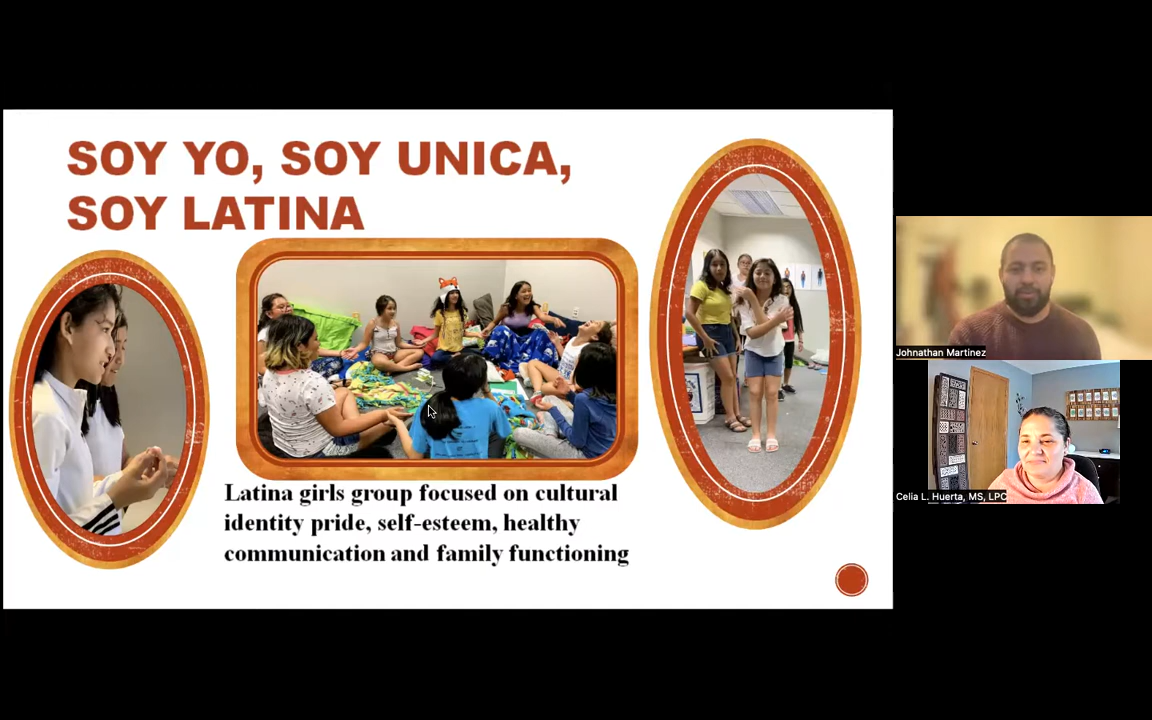 SOY YO, SOY UNICA,
SOY LATINA
Latina girls group focused on cultural
identity pride, self-esteem, healthy
communication and family functioning
Johnathan Martinez
Celia L. Huerta, MS, LPC